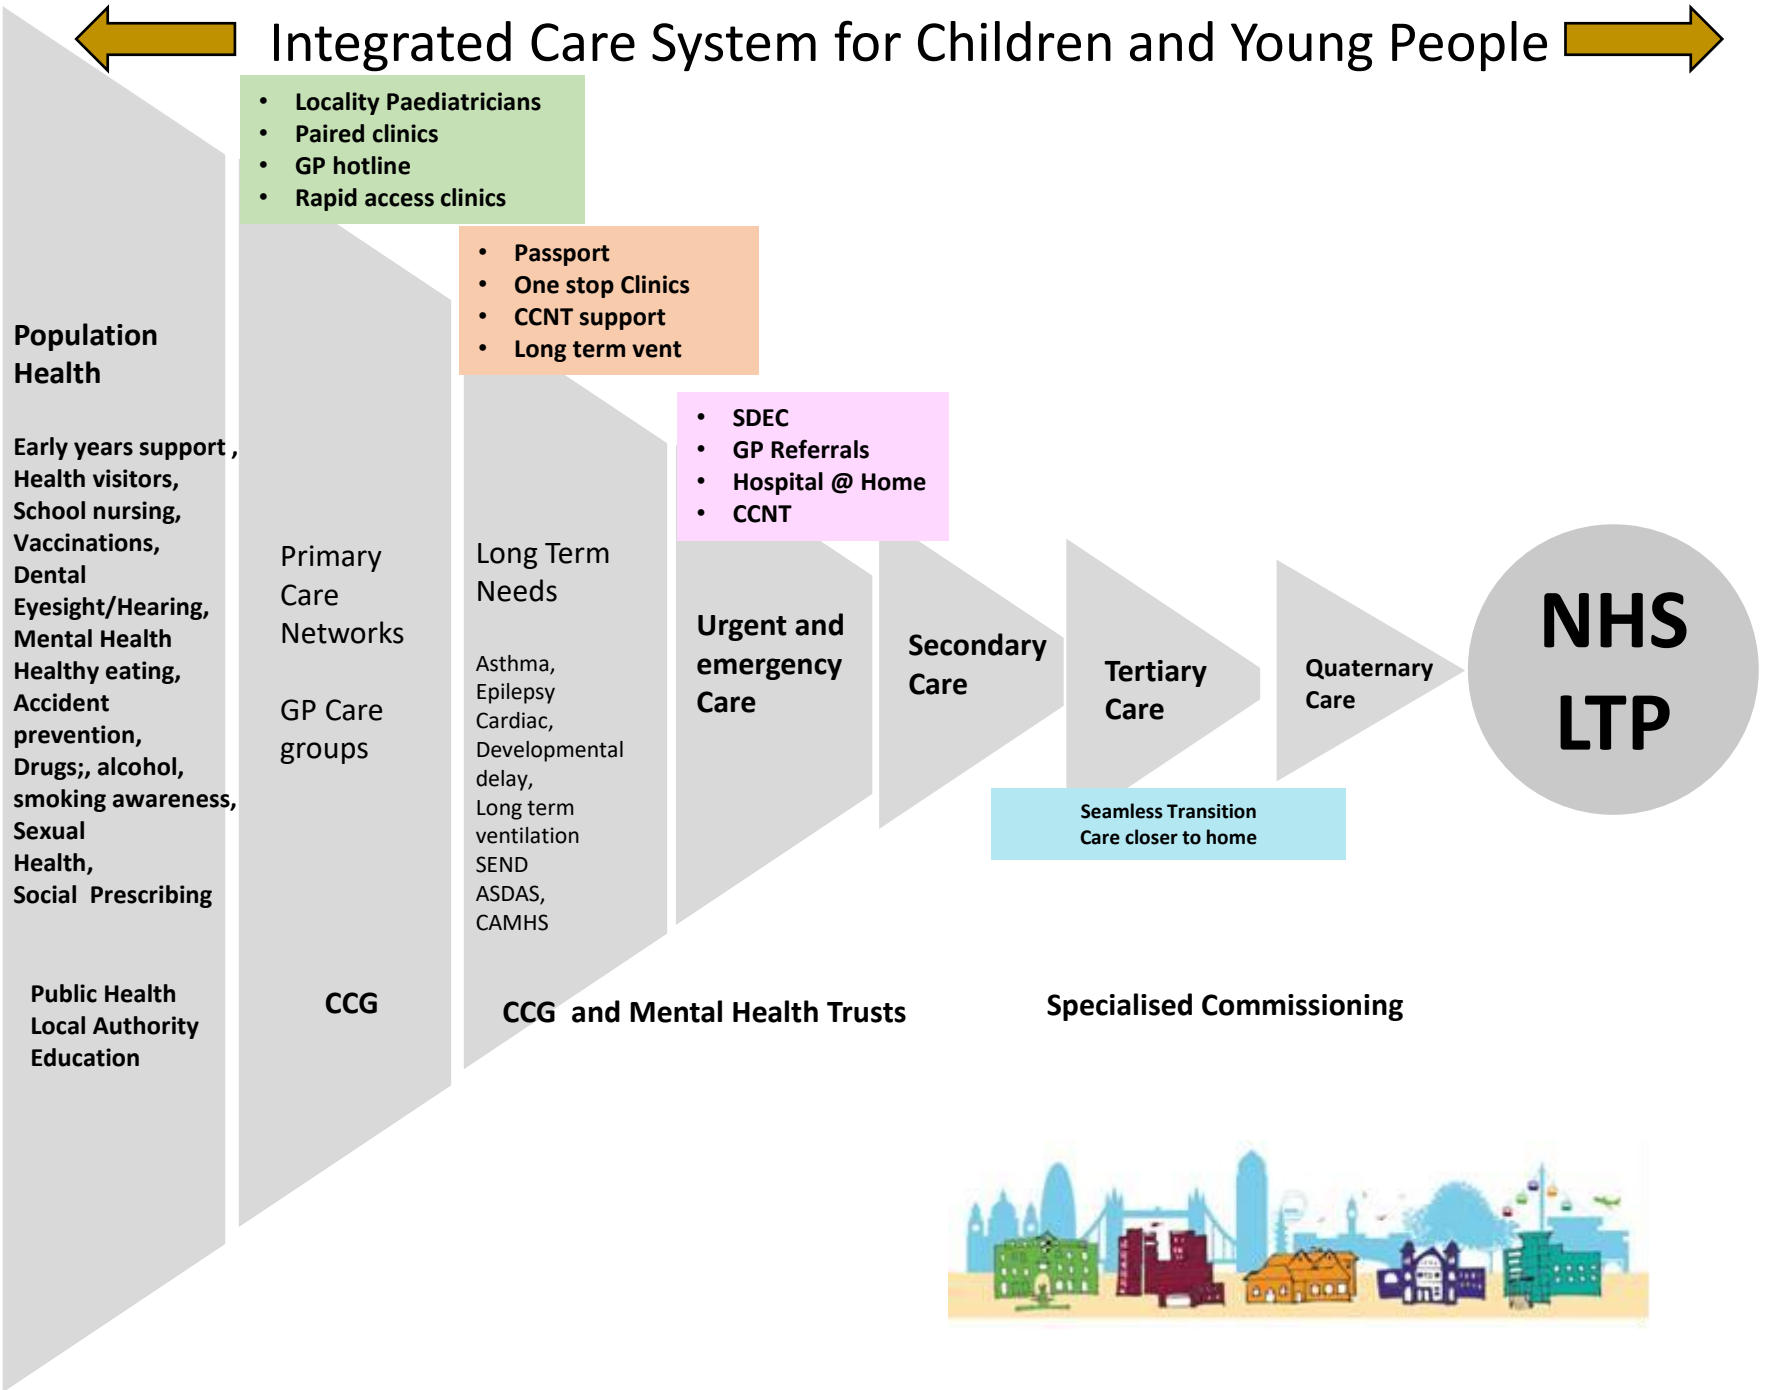 Integrated Care System for Children and Young People
• Locality Paediatricians
• Paired clinics
• GP hotline
• Rapid access clinics
• Passport
• One stop Clinics
• CCNT support
• Long term vent
• SDEC
• GP Referrals
• Hospital @ Home
• CCNT
Population
Health
Early years support ,
Health visitors,
School nursing,
Vaccinations,
Dental
Eyesight/Hearing,
Mental Health
Healthy eating,
Accident
prevention,
Drugs;, alcohol,
smoking awareness,
Sexual
Health,
Social  Prescribing
Public Health
Local Authority
Education
Primary
Care
Networks
GP Care
groups
CCG
Long Term
Needs
Asthma,
Epilepsy
Cardiac,
Developmental
delay,
Long term
ventilation
SEND
ASDAS,
CAMHS
CCG  and Mental Health Trusts
Urgent and
emergency
Care
Secondary
Care
Tertiary
Care
Quaternary
Care
NHS
LTP
Seamless Transition
Care closer to home
Specialised Commissioning